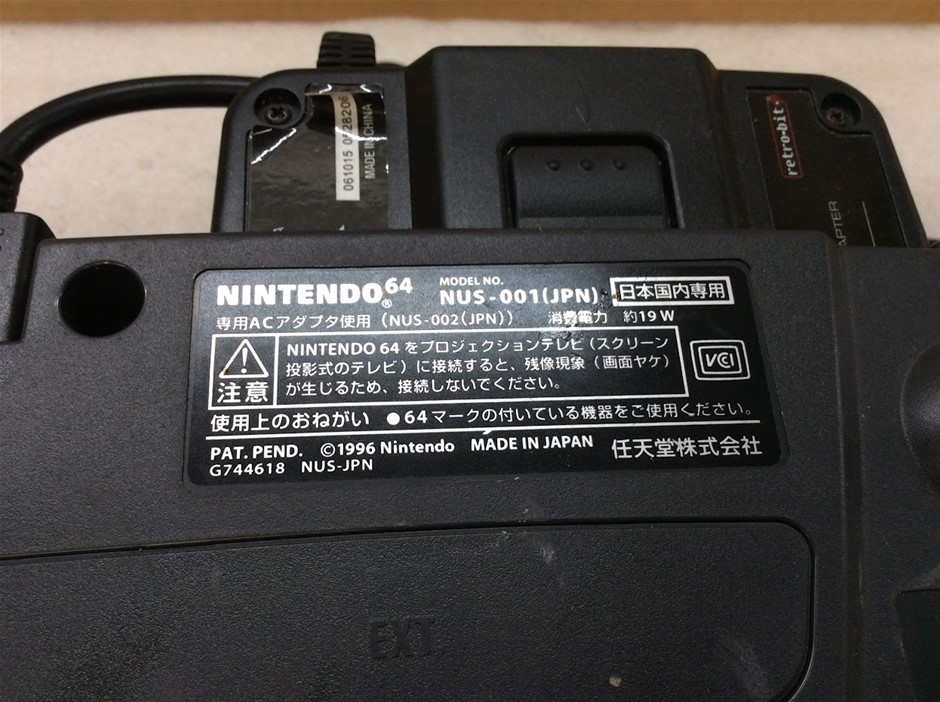 061015 0528206
MADE IN CHINA
retro-bit
APTER
NINTENDO64®
MODEL NO.
NUS-001(JPN)
日本国内専用
専用ACアダプタ使用（NUS-002(JPN)） 消費電力 約19 W
注意
NINTENDO 64 をプロジェクションテレビ（スクリーン
投影式のテレビ）に接続すると、残像現象（画面ヤケ）
が生じるため、接続しないでください。
VCI
使用上のおねがい ●64マークの付いている機器をご使用ください。
PAT. PEND. ©1996 Nintendo MADE IN JAPAN
任天堂株式会社
G744618 NUS-JPN
EXT.